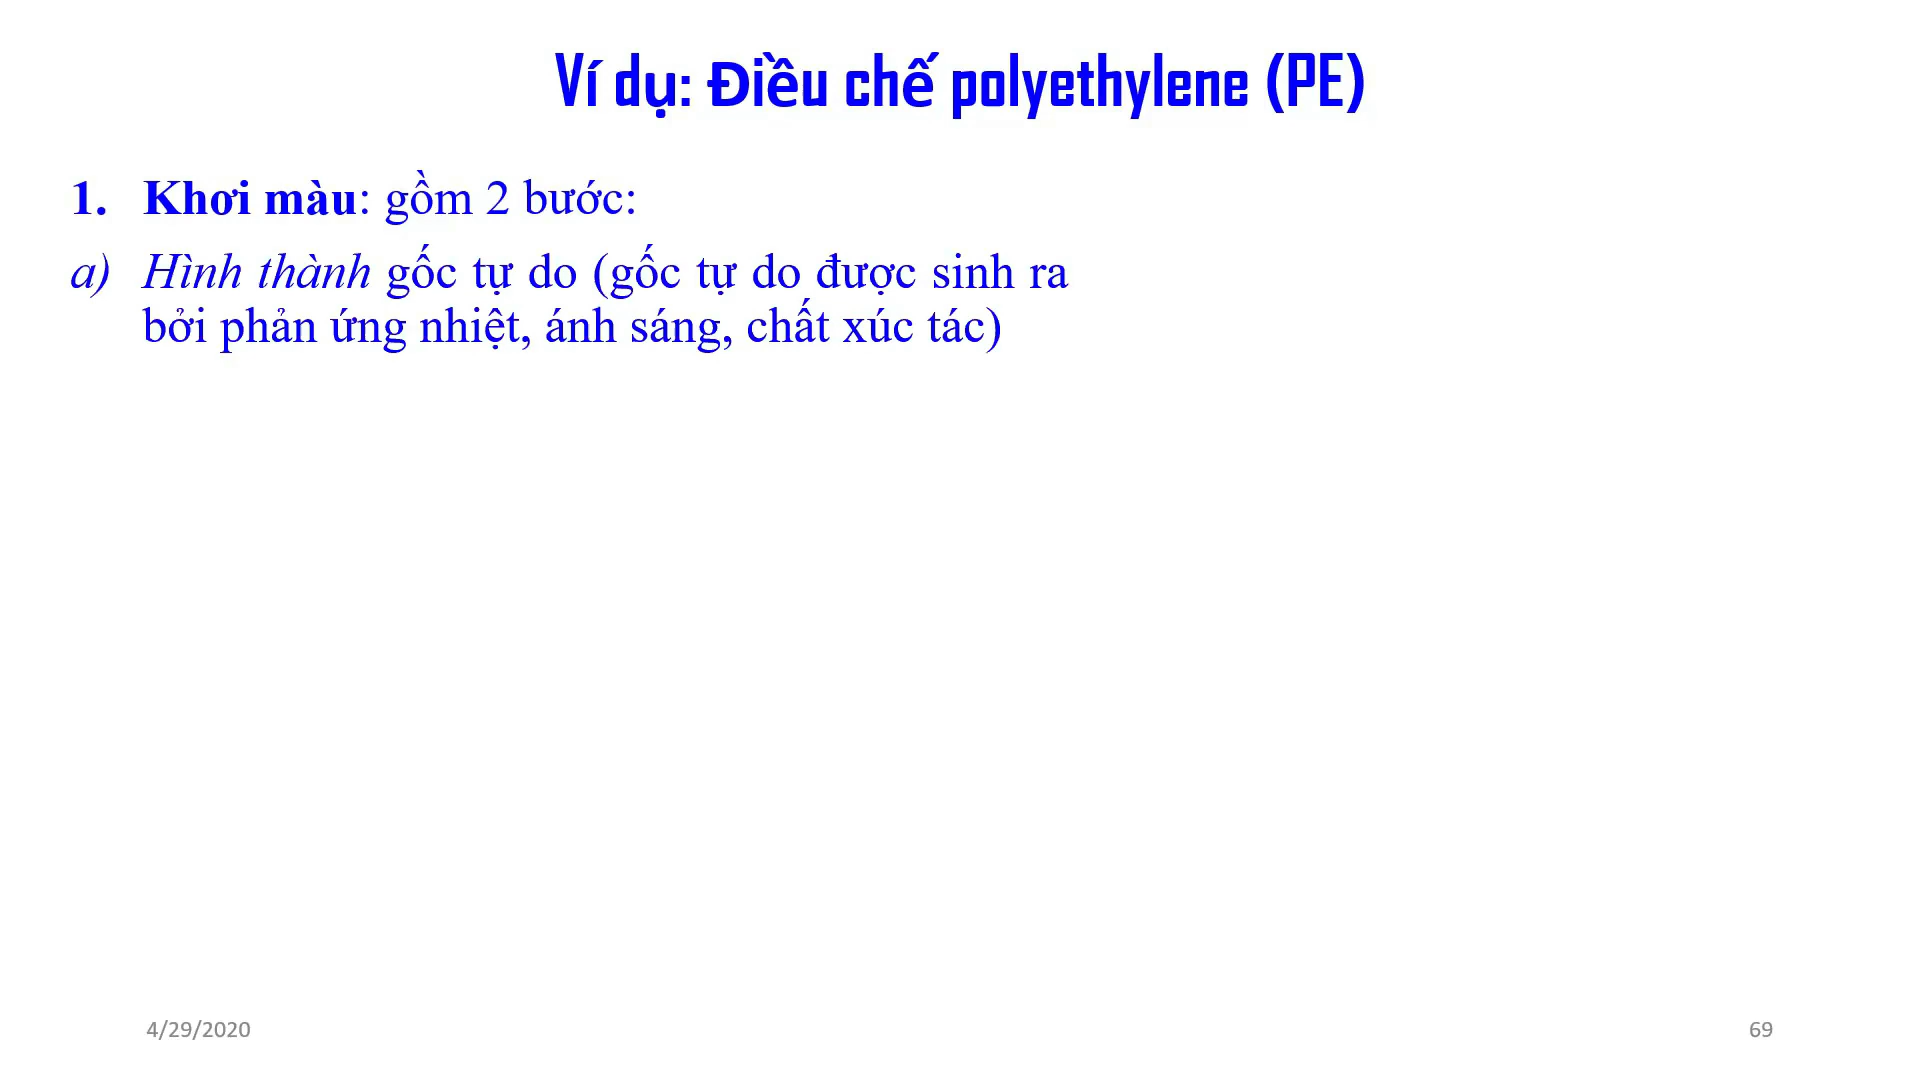 Ví dụ: Điều chế polyethylene (PE)
1. Khơi màu: gồm 2 bước:
a) Hình thành gốc tự do (gốc tự do được sinh ra
bởi phản ứng nhiệt, ánh sáng, chất xúc tác)
4/29/2020
69